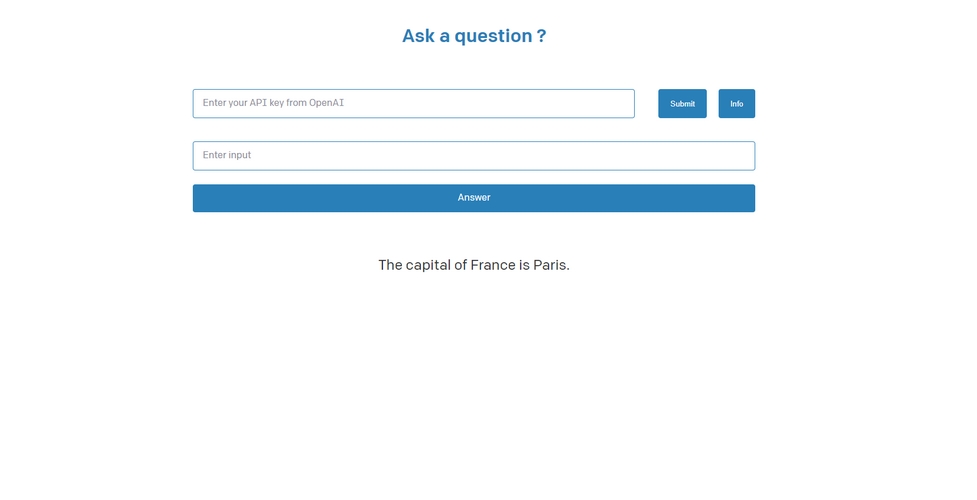 Ask a question ?
Enter your API key from OpenAI
Submit
Info
Enter input
Answer
The capital of France is Paris.